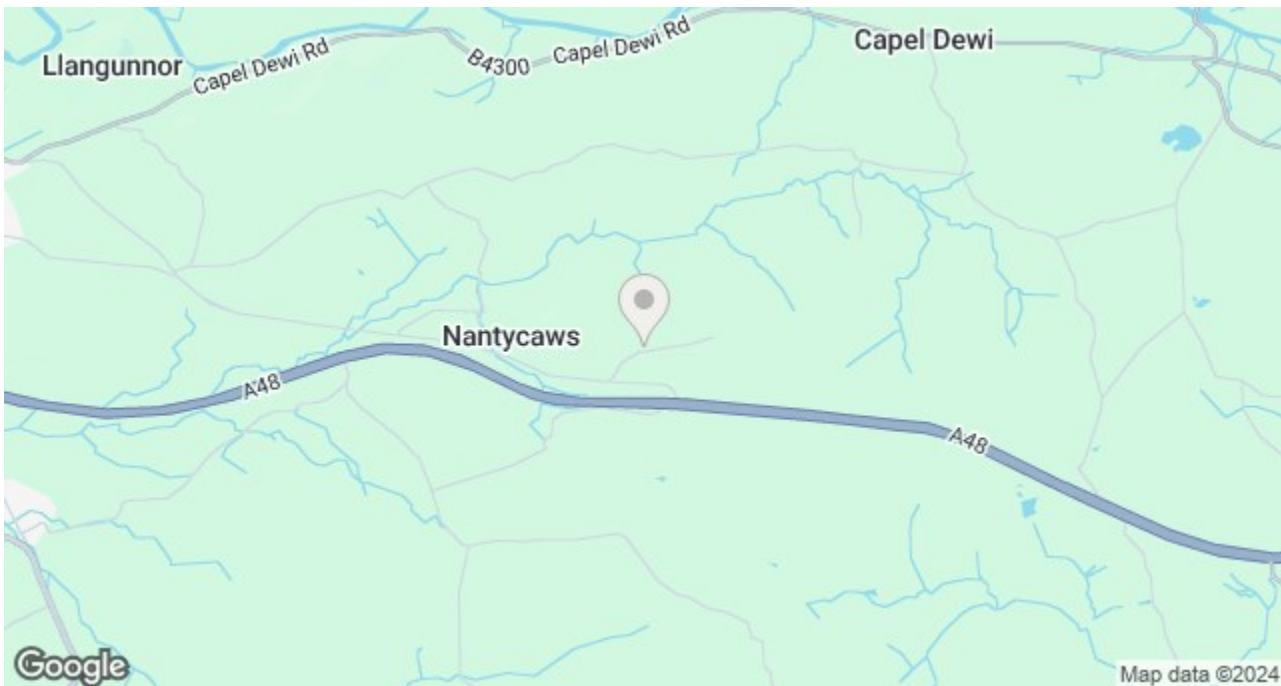 Llangunnor
Capel Dewi Rd
B4300
Capel Dewi Rd
Capel Dewi
Nantycaws
A48
A48
Google
Map data ©2024